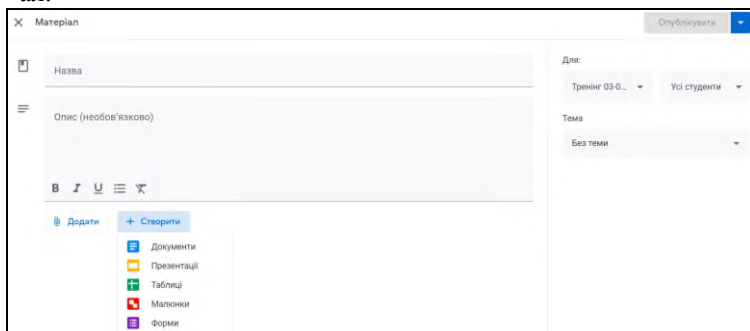 Матеріал
Опублікувати
Назва
Опис (необов'язково)
B I U
Додати
Створити
Документи
Презентації
Таблиці
Малюнки
Форми
Для:
Тренінг 03-0...
Усі студенти
Тема
Без теми